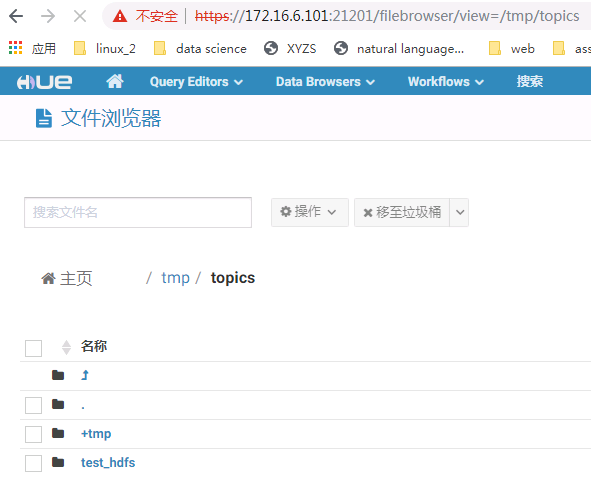 不安全 https://172.16.6.101:21201/filebrowser/view=/tmp/topics
应用 linux_2 data science XYZS natural language... web ass
HUE Query Editors Data Browsers Workflows 搜索
文件浏览器
搜索文件名 操作 移至垃圾桶
主页 / tmp / topics
名称
.
+tmp
test_hdfs